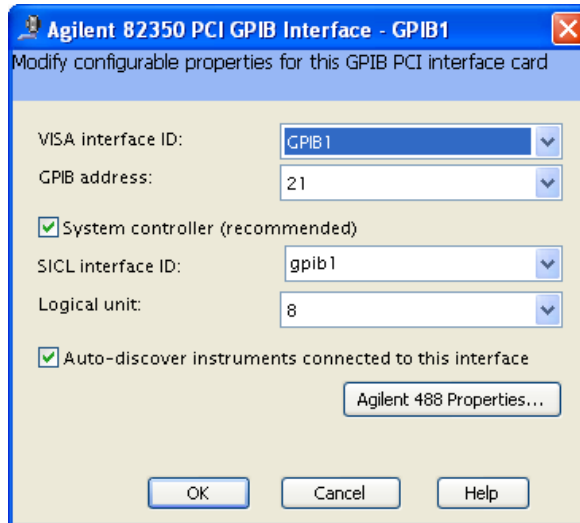 Agilent 82350 PCI GPIB Interface - GPIB1
Modify configurable properties for this GPIB PCI interface card
VISA interface ID: GPIB1
GPIB address: 21
System controller (recommended)
SICL interface ID: gpib1
Logical unit: 8
Auto-discover instruments connected to this interface
Agilent 488 Properties...
OK Cancel Help